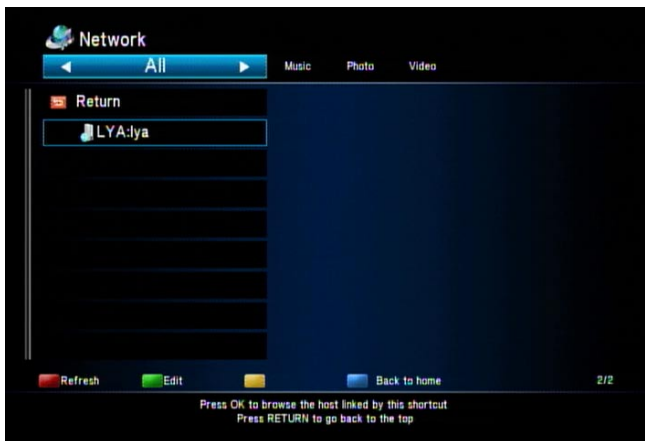 Network
All Music Photo Video
Return
LYA:lya
Refresh Edit Back to home 2/2
Press OK to browse the host linked by this shortcut
Press RETURN to go back to the top